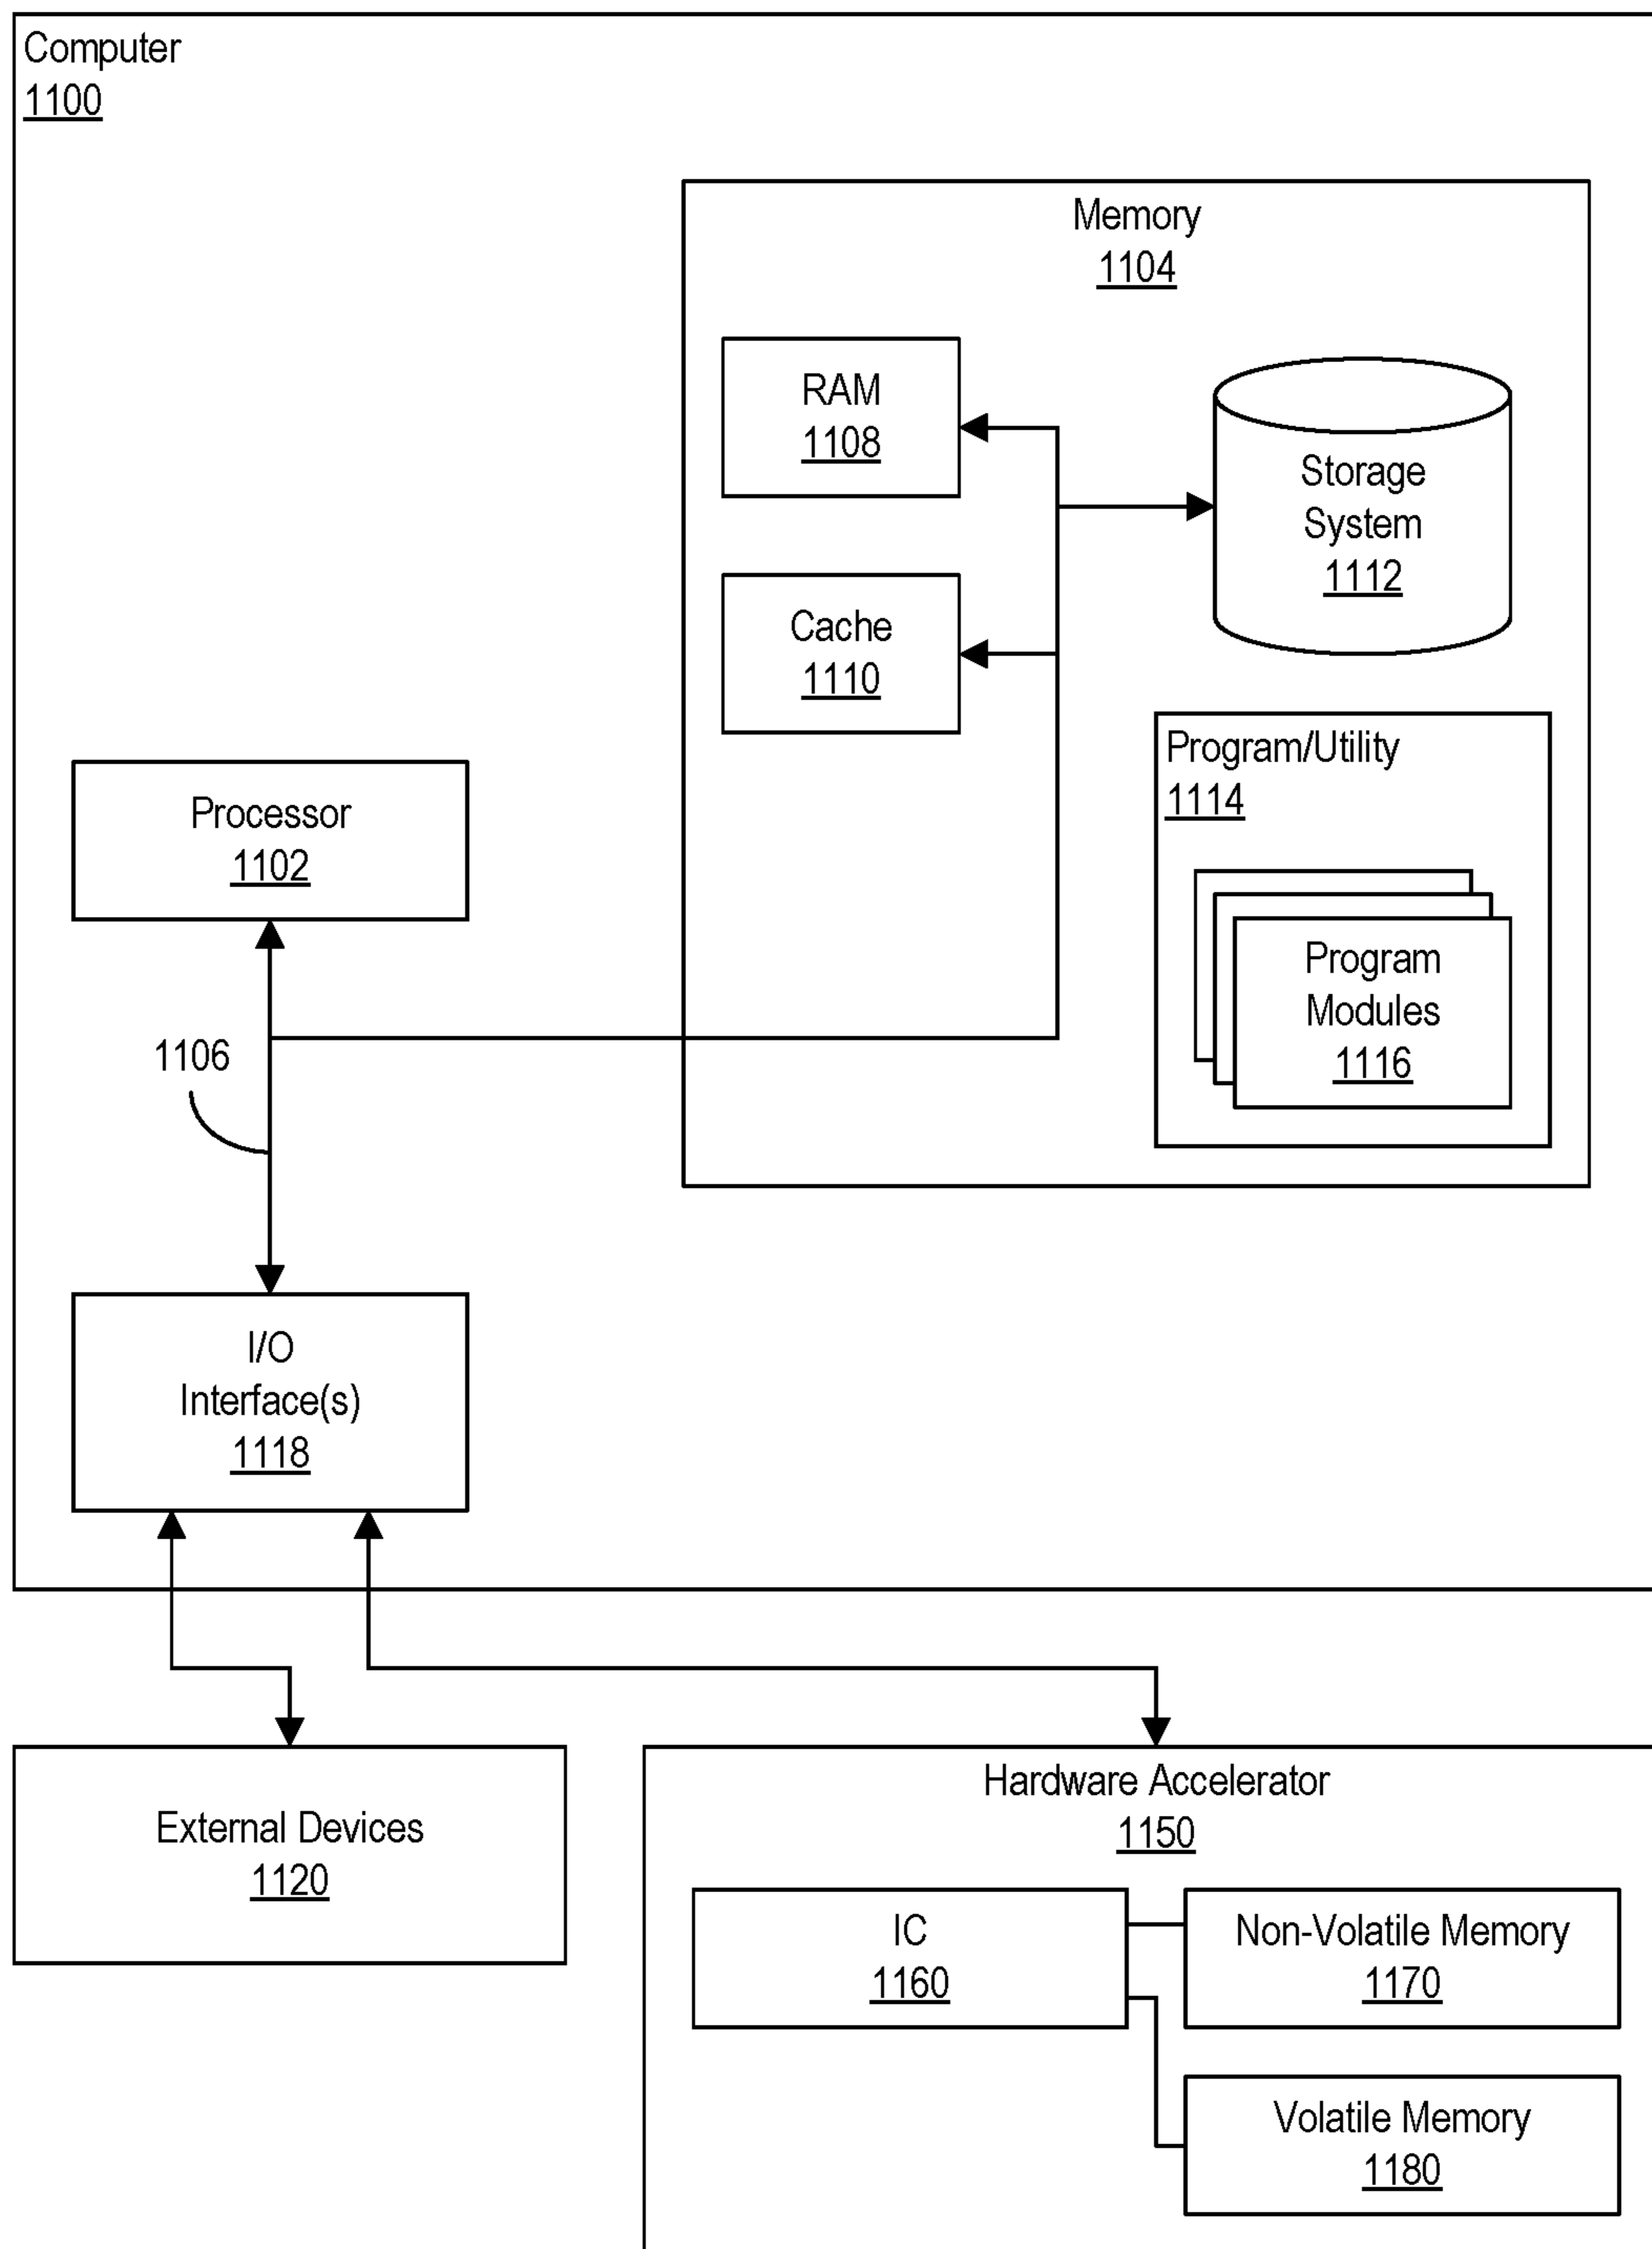 Computer
1100
Memory
1104
RAM
1108
Storage
System
1112
Cache
1110
Program/Utility
1114
Processor
1102
Program
Modules
1116
1106
I/O
Interface(s)
1118
External Devices
1120
Hardware Accelerator
1150
IC
1160
Non-Volatile Memory
1170
Volatile Memory
1180